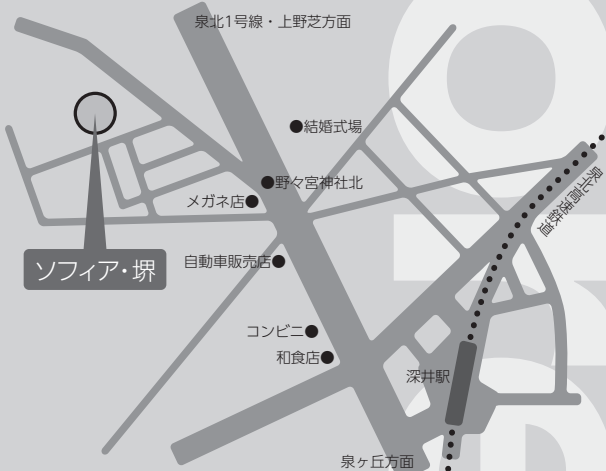 泉北1号線・上野芝方面
●結婚式場
泉北高速鉄道
●野々宮神社北
メガネ店●
自動車販売店●
ソフィア・堺
コンビニ●
和食店●
深井駅
泉ヶ丘方面